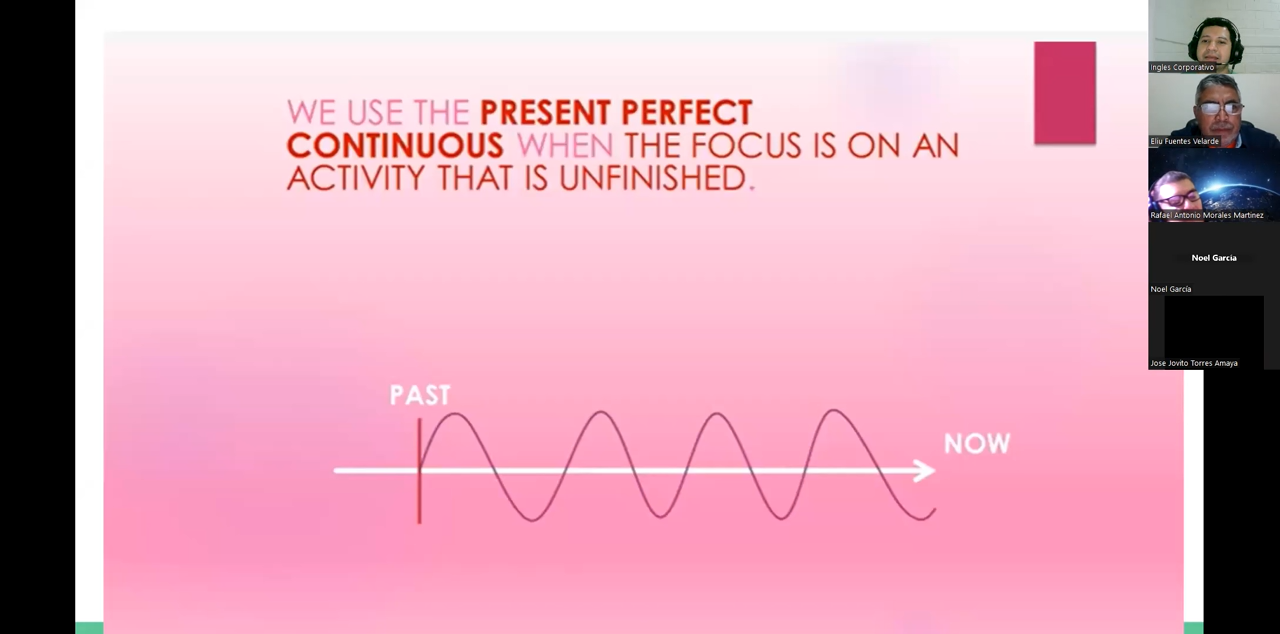 WE USE THE PRESENT PERFECT
CONTINUOUS WHEN THE FOCUS IS ON AN
ACTIVITY THAT IS UNFINISHED.
PAST
NOW
Ingles Corporativo
Eliu Fuentes Velarde
Rafael Antonio Morales Martinez
Noel Garcia
Noel García
Jose Jovito Torres Amaya